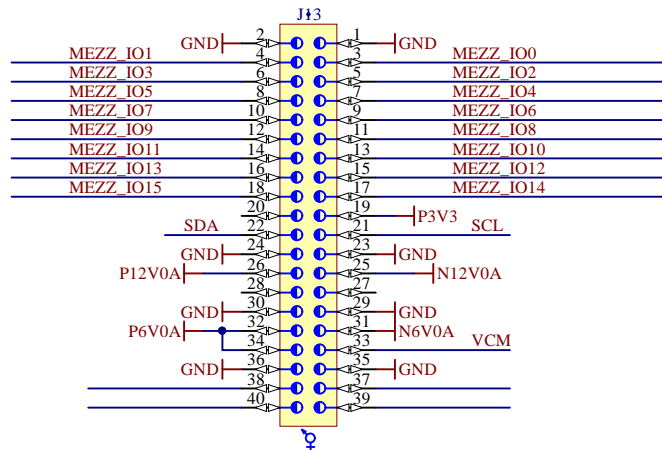 J13
GND 2 1 GND
MEZZ_IO1 4 3 MEZZ_IO0
MEZZ_IO3 6 5 MEZZ_IO2
MEZZ_IO5 8 7 MEZZ_IO4
MEZZ_IO7 10 9 MEZZ_IO6
MEZZ_IO9 12 11 MEZZ_IO8
MEZZ_IO11 14 13 MEZZ_IO10
MEZZ_IO13 16 15 MEZZ_IO12
MEZZ_IO15 18 17 MEZZ_IO14
20 19 P3V3
SDA 22 21 SCL
GND 24 23 GND
P12V0A 26 25 N12V0A
28 27
GND 30 29 GND
P6V0A 32 31 N6V0A
34 33 VCM
GND 36 35 GND
38 37
40 39